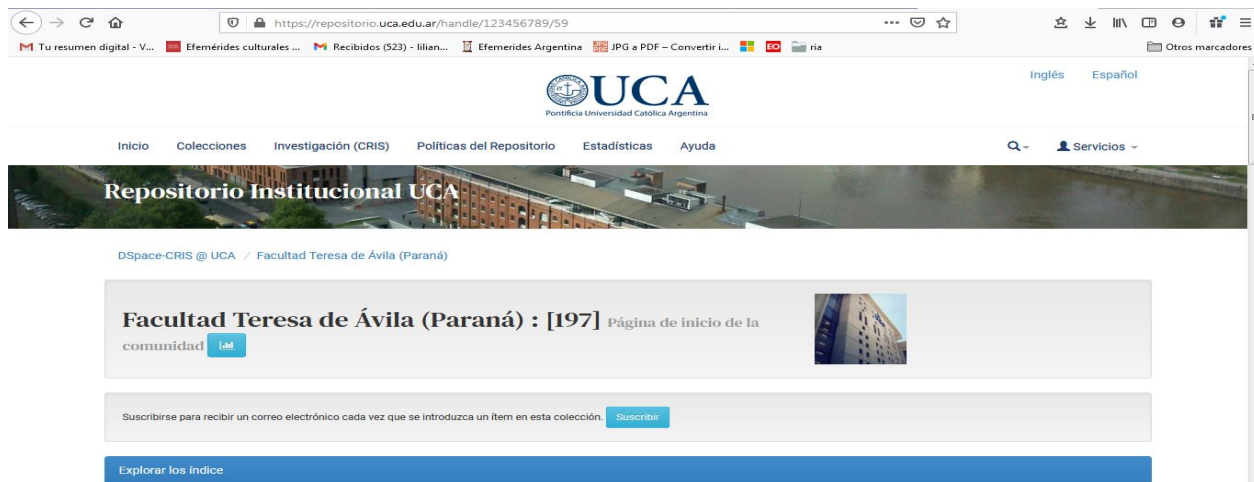 https://repositorio.uca.edu.ar/handle/123456789/59
Tu resumen digital - V... Efemérides culturales ... Recibidos (523) - lilian... Efemerides Argentina JPG a PDF – Convertir i... EO ria Otros marcadores
Inglés Español
UCA
Pontificia Universidad Católica Argentina
Inicio Colecciones Investigación (CRIS) Políticas del Repositorio Estadísticas Ayuda Servicios
Repositorio Institucional UCA
DSpace-CRIS @ UCA / Facultad Teresa de Ávila (Paraná)
Facultad Teresa de Ávila (Paraná) : [197] Página de inicio de la
comunidad
Suscribirse para recibir un correo electrónico cada vez que se introduzca un ítem en esta colección. Suscribir
Explorar los índice